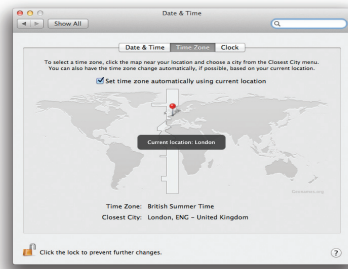 Date & Time
Show All
Date & Time Time Zone Clock
To select a time zone, click the map near your location and choose a city from the Closest City menu.
You can also have the time zone change automatically, if possible, based on your current location.
Set time zone automatically using current location
Current location: London
Geonames.org
Time Zone: British Summer Time
Closest City: London, ENG - United Kingdom
Click the lock to prevent further changes.
?